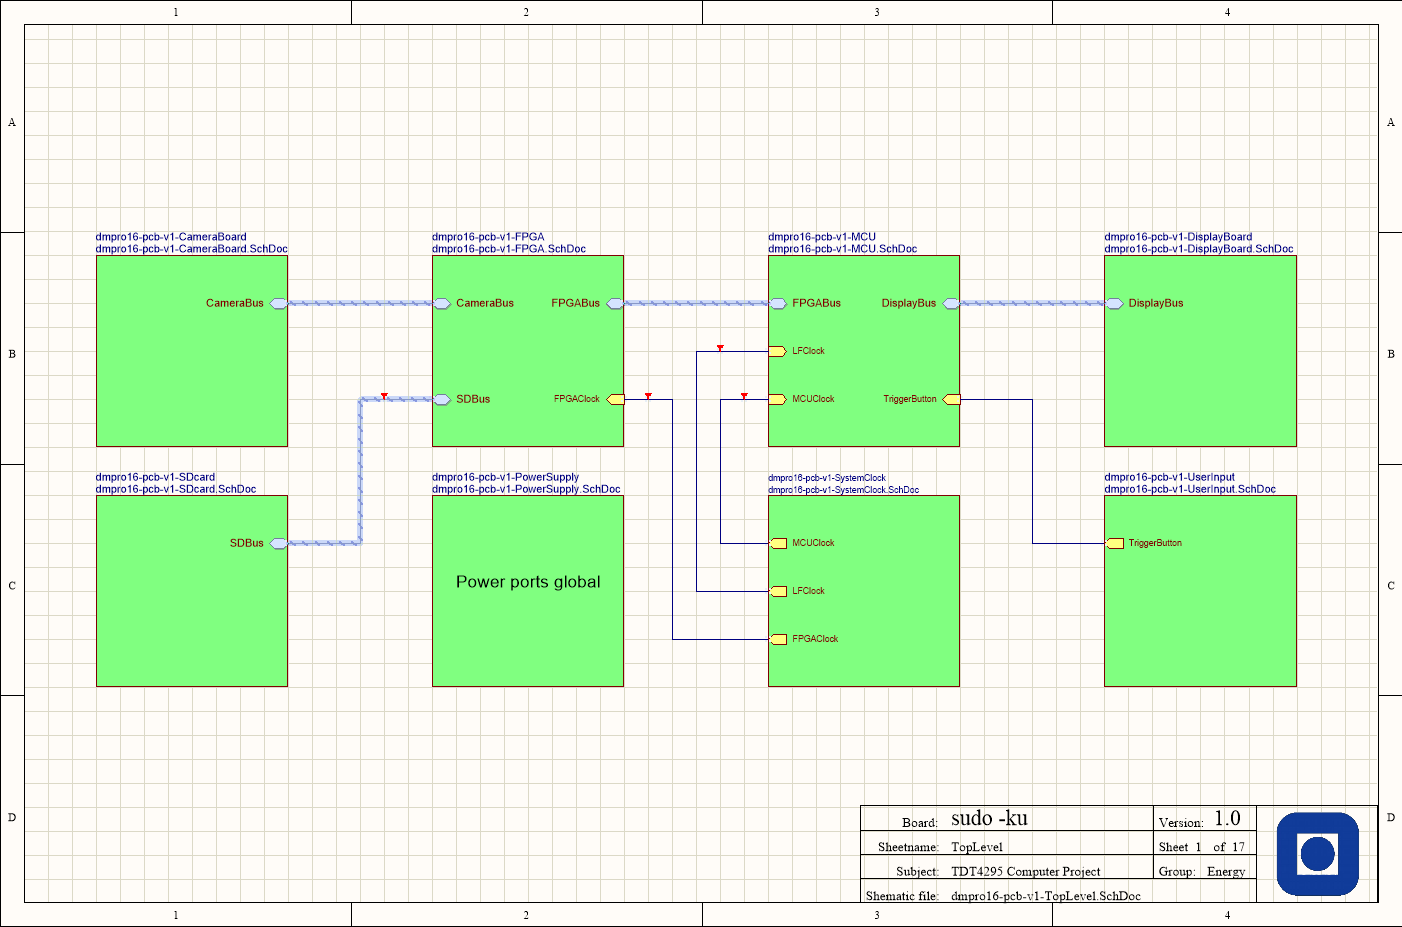 1 2 3 4
A A
dmpro16-pcb-v1-CameraBoard
dmpro16-pcb-v1-CameraBoard.SchDoc
CameraBus
dmpro16-pcb-v1-FPGA
dmpro16-pcb-v1-FPGA.SchDoc
CameraBus FPGABus
SDBus FPGAClock
dmpro16-pcb-v1-MCU
dmpro16-pcb-v1-MCU.SchDoc
FPGABus DisplayBus
LFClock
MCUClock TriggerButton
dmpro16-pcb-v1-DisplayBoard
dmpro16-pcb-v1-DisplayBoard.SchDoc
DisplayBus
B B
dmpro16-pcb-v1-SDcard
dmpro16-pcb-v1-SDcard.SchDoc
SDBus
dmpro16-pcb-v1-PowerSupply
dmpro16-pcb-v1-PowerSupply.SchDoc
Power ports global
dmpro16-pcb-v1-SystemClock
dmpro16-pcb-v1-SystemClock.SchDoc
MCUClock
LFClock
FPGAClock
dmpro16-pcb-v1-UserInput
dmpro16-pcb-v1-UserInput.SchDoc
TriggerButton
C C
D D
Board: sudo -ku Version: 1.0
Sheetname: TopLevel Sheet 1 of 17
Subject: TDT4295 Computer Project Group: Energy
Shematic file: dmpro16-pcb-v1-TopLevel.SchDoc
1 2 3 4